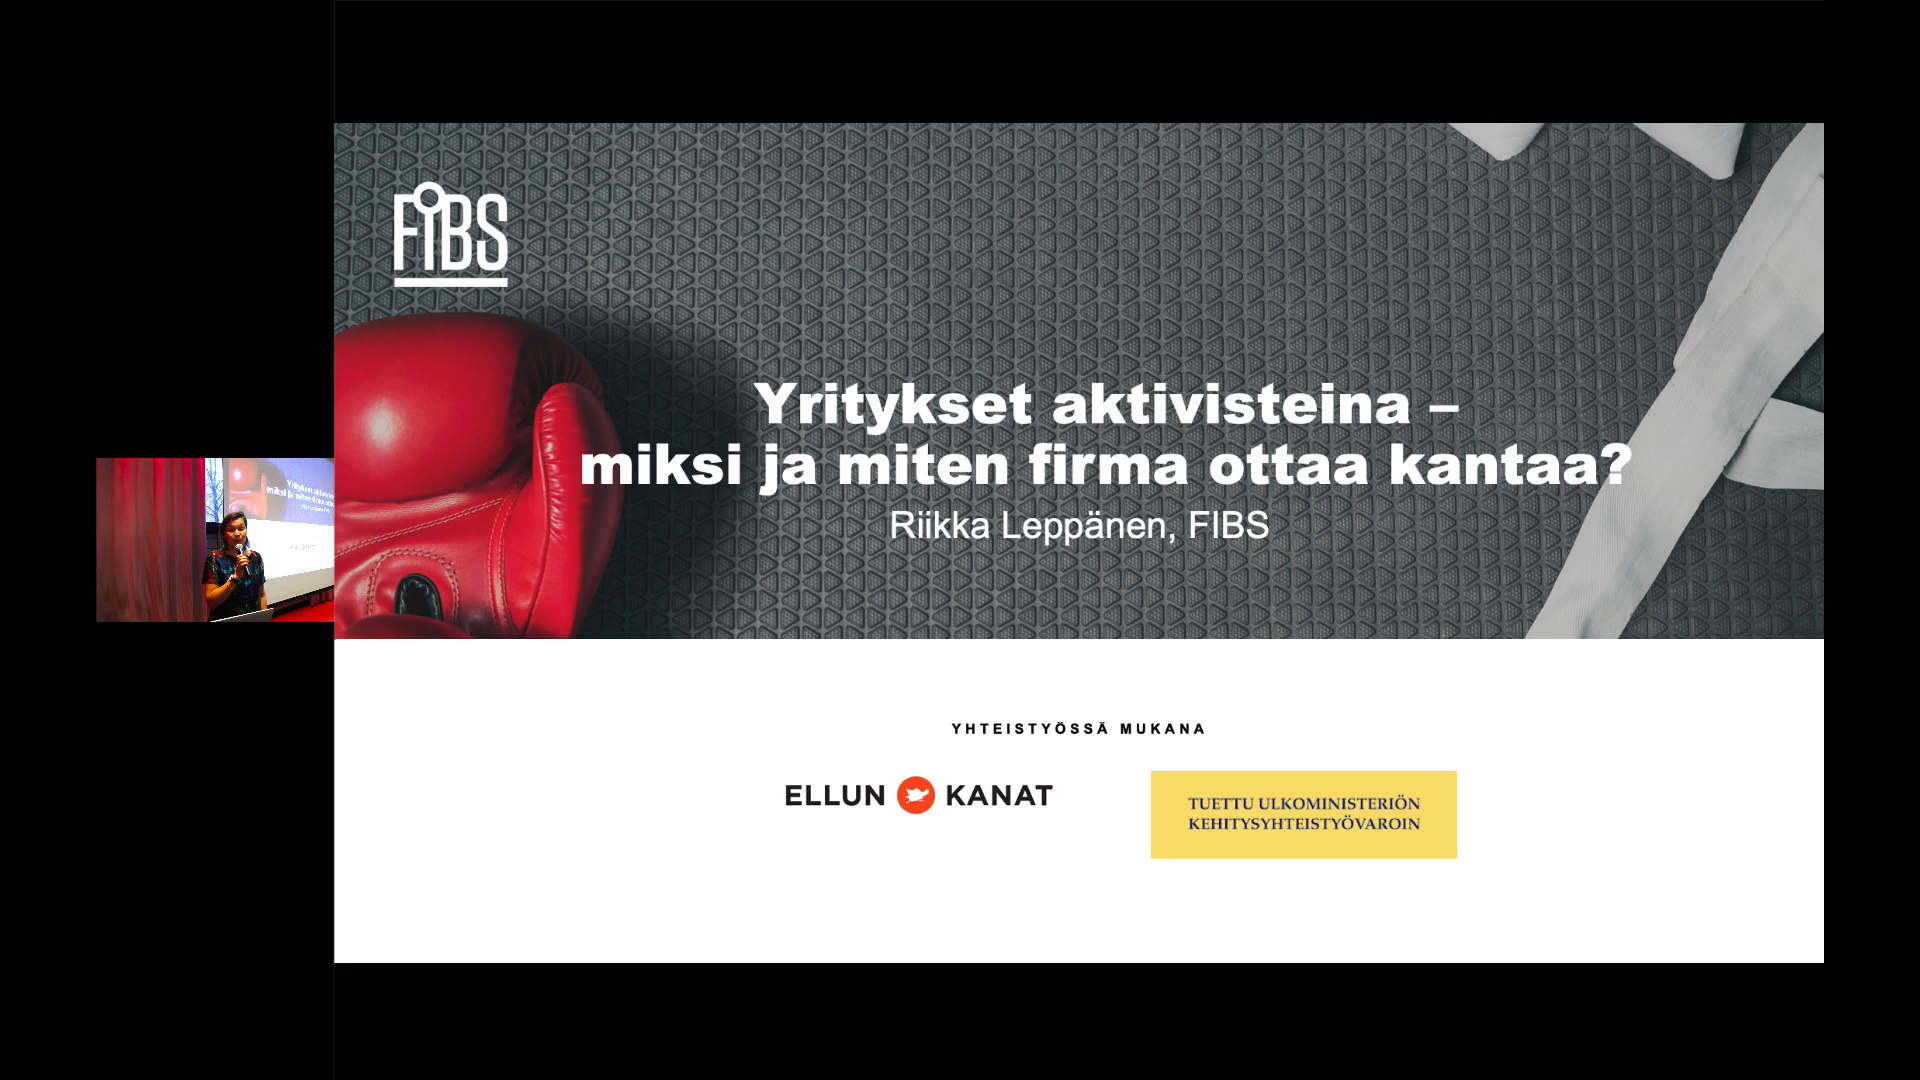 FIBS
Yritykset aktivisteina –
miksi ja miten firma ottaa kantaa?
Riikka Leppänen, FIBS
YHTEISTYÖSSÄ MUKANA
ELLUN KANAT
TUETTU ULKOMINISTERIÖN
KEHITYSYHTEISTYÖVAROIN